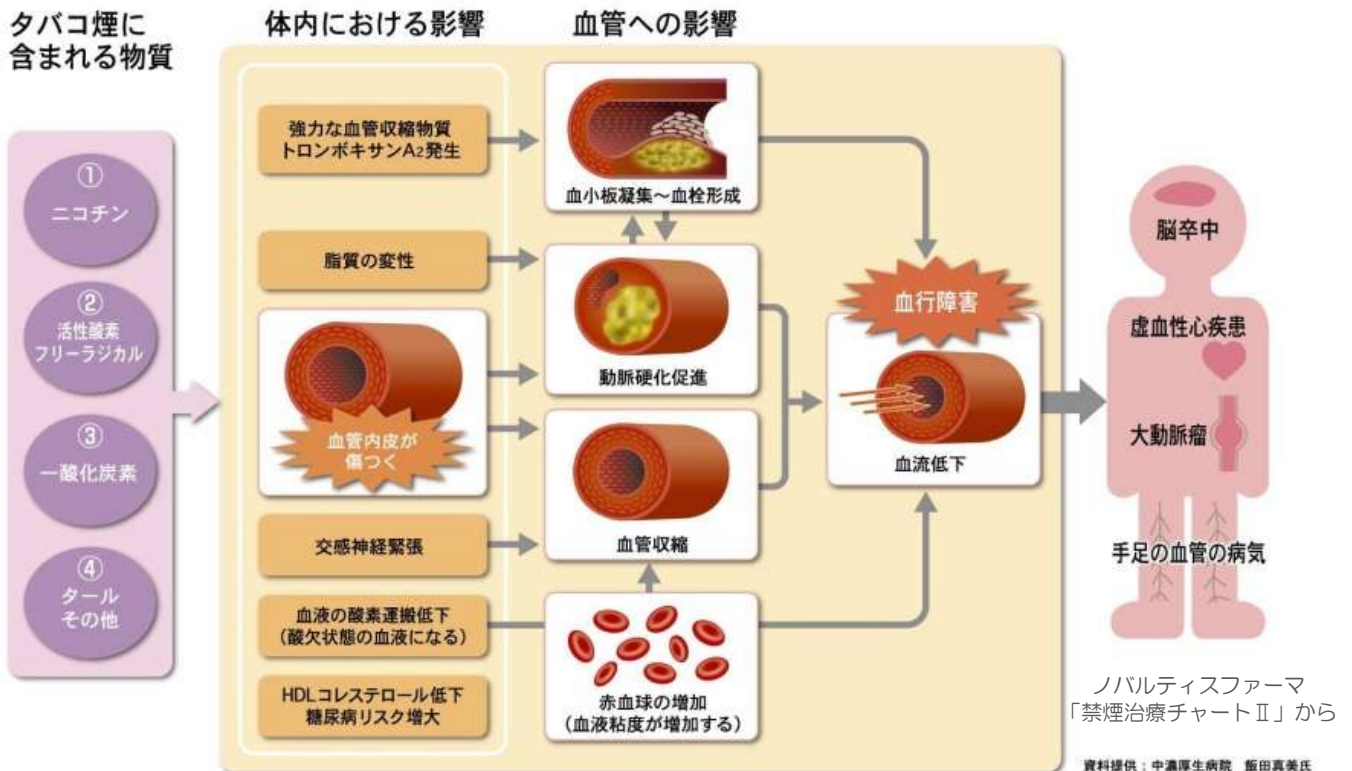 タバコ煙に
含まれる物質
体内における影響
血管への影響
①
ニコチン
②
活性酸素
フリーラジカル
③
一酸化炭素
④
タール
その他
強力な血管収縮物質
トロンボキサンA2発生
脂質の変性
血管内皮が
傷つく
交感神経緊張
血液の酸素運搬低下
(酸欠状態の血液になる)
HDLコレステロール低下
糖尿病リスク増大
血小板凝集〜血栓形成
動脈硬化促進
血管収縮
赤血球の増加
(血液粘度が増加する)
血行障害
血流低下
脳卒中
虚血性心疾患
大動脈瘤
手足の血管の病気
ノバルティスファーマ
「禁煙治療チャートⅡ」から
資料提供:中濃厚生病院 飯田真美氏